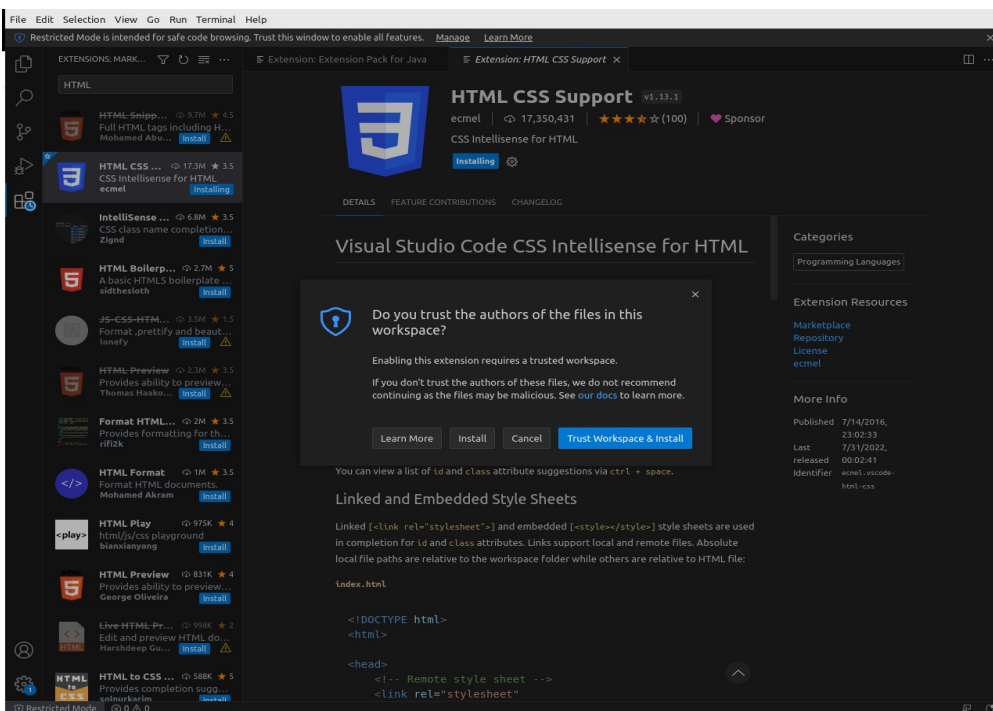 File Edit Selection View Go Run Terminal Help
Restricted Mode is intended for safe code browsing. Trust this window to enable all features. Manage Learn More
EXTENSIONS: MARK...
Extension: Extension Pack for Java
Extension: HTML CSS Support
HTML
HTML Snipp... 9.7M ★ 4.5
Full HTML tags including H...
Mohamed Abu... Install
HTML CSS ... 17.3M ★ 3.5
CSS Intellisense for HTML
ecmel Installing
IntelliSense ... 6.8M ★ 3.5
CSS class name completion...
Zignd Install
HTML Boilerp... 2.7M ★ 5
A basic HTML5 boilerplate ...
sidthesloth Install
JS-CSS-HTM... 3.5M ★ 1.5
Format ,prettify and beaut...
lonefy Install
HTML Preview 2.3M ★ 3.5
Provides ability to preview...
Thomas Haako... Install
Format HTML... 2M ★ 3.5
Provides formatting for th...
rifi2k Install
HTML Format 1M ★ 3.5
Format HTML documents.
Mohamed Akram Install
<play>
HTML Play 975K ★ 4
html/js/css playground
bianxianyang Install
HTML Preview 831K ★ 4
Provides ability to preview...
George Oliveira Install
HTML
Live HTML Pr... 998K ★ 2
Edit and preview HTML do...
Harshdeep Gu... Install
HTML
to
CSS
HTML to CSS ... 588K ★ 5
Provides completion sugg...
solnurkarim Install
HTML CSS Support v1.13.1
ecmel | 17,350,431 | ★★★★☆(100) | Sponsor
CSS Intellisense for HTML
Installing
DETAILS FEATURE CONTRIBUTIONS CHANGELOG
Visual Studio Code CSS Intellisense for HTML
Do you trust the authors of the files in this
workspace?
Enabling this extension requires a trusted workspace.
If you don't trust the authors of these files, we do not recommend
continuing as the files may be malicious. See our docs to learn more.
Learn More Install Cancel Trust Workspace & Install
You can view a list of id and class attribute suggestions via ctrl + space.
Linked and Embedded Style Sheets
Linked [<link rel="stylesheet">] and embedded [<style></style>] style sheets are used
in completion for id and class attributes. Links support local and remote files. Absolute
local file paths are relative to the workspace folder while others are relative to HTML file:
index.html
<!DOCTYPE html>
<html>
<head>
<!-- Remote style sheet -->
<link rel="stylesheet"
Categories
Programming Languages
Extension Resources
Marketplace
Repository
License
ecmel
More Info
Published 7/14/2016,
23:02:33
Last 7/31/2022,
released 00:02:41
Identifier ecmel.vscode-
html-css
1
Restricted Mode 0 0